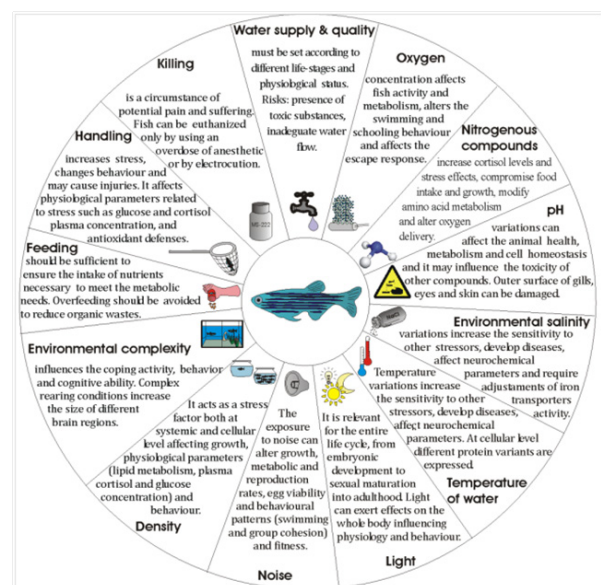 Water supply & quality
must be set according to
different life-stages and
physiological status.
Risks: presence of
toxic substances,
inadequate water
flow.
Oxygen
concentration affects
fish activity and
metabolism, alters the
swimming and
schooling behaviour
and affects the
escape response.
Nitrogenous
compounds
increase cortisol levels and
stress effects, compromise food
intake and growth, modify
amino acid metabolism
and alter oxygen
delivery.
pH
variations can
affect the animal health,
metabolism and cell homeostasis
and it may influence the toxicity of
other compounds. Outer surface of gills,
eyes and skin can be damaged.
Environmental salinity
variations increase the sensitivity to
other stressors, develop diseases,
affect neurochemical
parameters and require
adjustaments of iron
transporters
activity.
Temperature
variations increase
the sensitivity to other
stressors, develop diseases,
affect neurochemical
parameters. At cellular level
different protein variants are
expressed.
Temperature
of water
It is relevant
for the entire
life cycle, from
embryonic
development to
sexual maturation
into adulthood. Light
can exert effects on the
whole body influencing
physiology and behaviour.
Light
The
exposure
to noise can
alter growth,
metabolic and
reproduction
rates, egg viability
and behavioural
patterns (swimming
and group cohesion)
and fitness.
Noise
It acts as a stress
factor both at
systemic and cellular
level affecting growth,
physiological parameters
(lipid metabolism, plasma
cortisol and glucose
concentration) and
behaviour.
Density
Environmental complexity
influences the coping activity, behavior
and cognitive ability. Complex
rearing conditions increase
the size of different
brain regions.
Feeding
should be sufficient to
ensure the intake of nutrients
necessary to meet the metabolic
needs. Overfeeding should be avoided
to reduce organic wastes.
Handling
increases stress,
changes behaviour and
may cause injuries. It affects
physiological parameters related
to stress such as glucose and cortisol
plasma concentration, and
antioxidant defenses.
Killing
is a circumstance of
potential pain and suffering.
Fish can be euthanized
only by using an
overdose of anesthetic
or by electrocution.